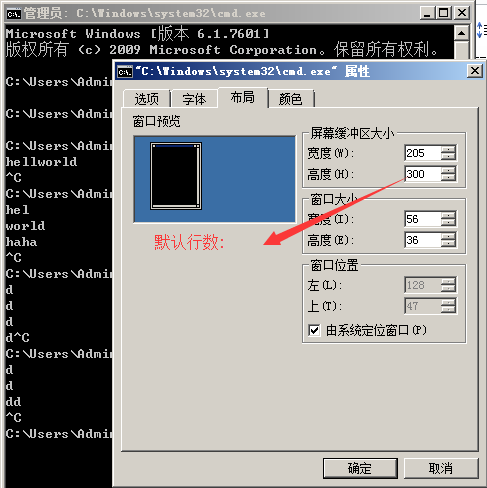 管理员: C:\Windows\system32\cmd.exe
Microsoft Windows [版本 6.1.7601]
版权所有 (c) 2009 Microsoft Corporation。保留所有权利。
C:\Users\Admin
C:\Users\Admin
C:\Users\Admin
hellworld
^C
C:\Users\Admin
hel
world
haha
^C
C:\Users\Admin
d
d
d
d^C
C:\Users\Admin
d
d
dd
^C
C:\Users\Admin
"C:\Windows\system32\cmd.exe" 属性
选项 字体 布局 颜色
窗口预览
默认行数:
屏幕缓冲区大小
宽度(W): 205
高度(H): 300
窗口大小
宽度(I): 56
高度(E): 36
窗口位置
左(L): 128
上(T): 47
由系统定位窗口(P)
确定 取消